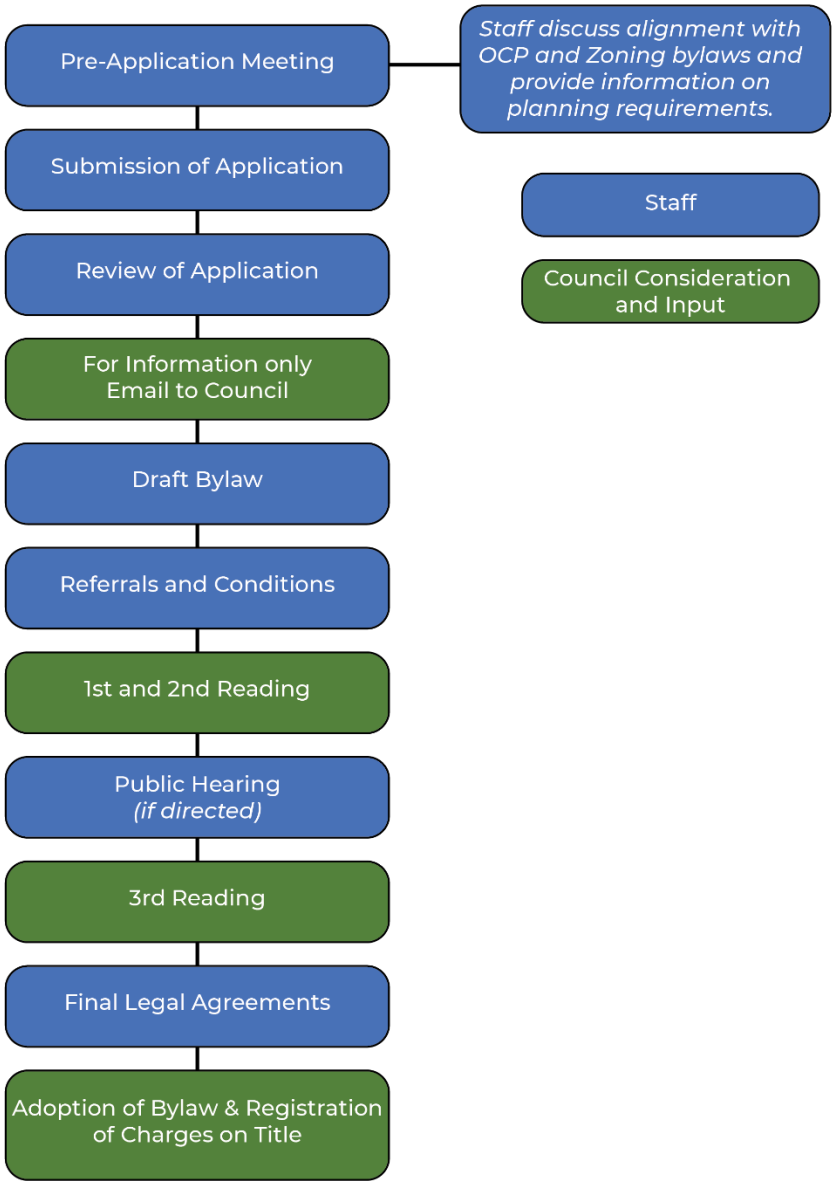 Pre-Application Meeting
Staff discuss alignment with
OCP and Zoning bylaws and
provide information on
planning requirements.
Submission of Application
Staff
Review of Application
Council Consideration
and Input
For Information only
Email to Council
Draft Bylaw
Referrals and Conditions
1st and 2nd Reading
Public Hearing
(if directed)
3rd Reading
Final Legal Agreements
Adoption of Bylaw & Registration
of Charges on Title